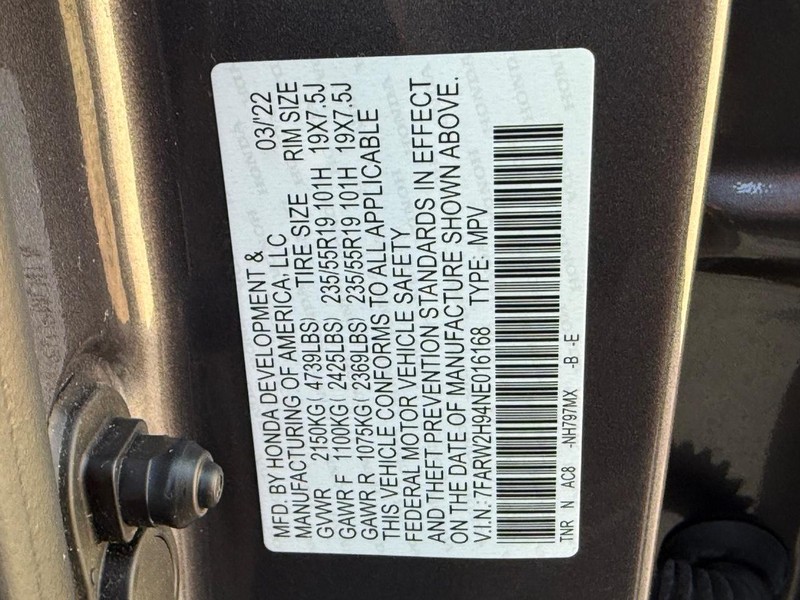 MFD. BY HONDA DEVELOPMENT & 03/'22
MANUFACTURING OF AMERICA, LLC
TIRE SIZE RIM SIZE
GVWR 2150KG( 4739LBS)
GAWR F 1100KG( 2425LBS) 235/55R19 101H 19X7.5J
GAWR R 1075KG( 2369LBS) 235/55R19 101H 19X7.5J
THIS VEHICLE CONFORMS TO ALL APPLICABLE
FEDERAL MOTOR VEHICLE SAFETY
AND THEFT PREVENTION STANDARDS IN EFFECT
ON THE DATE OF MANUFACTURE SHOWN ABOVE.
V.I.N.: 7FARW2H94NE016168 TYPE: MPV
TNR N AC8 -NH797MX -B -E